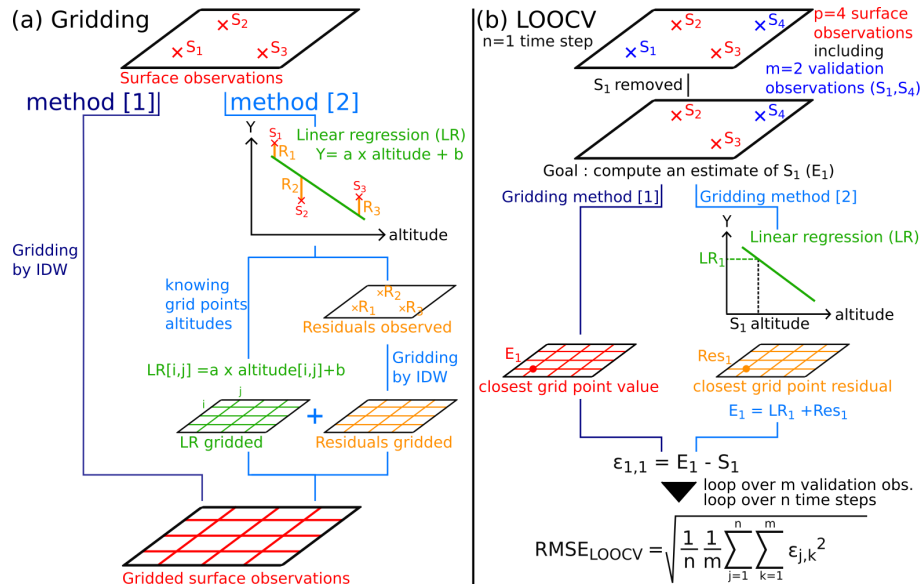 (a) Gridding
S2
S1
S3
Surface observations
method [1]
method [2]
Y
S1
R1
Linear regression (LR)
Y= a x altitude + b
R2
S2
S3
R3
altitude
Gridding
by IDW
knowing
grid points
altitudes
R2
R1
R3
Residuals observed
LR[i,j] =a x altitude[i,j]+b
Gridding
by IDW
j
i
+
LR gridded
Residuals gridded
Gridded surface observations
(b) LOOCV
n=1 time step
S2
S4
S1
S3
p=4 surface
observations
including
m=2 validation
observations (S1,S4)
S1 removed
S2
S4
S3
Goal : compute an estimate of S1 (E1)
Gridding method [1]
Gridding method [2]
Y
Linear regression (LR)
LR1
S1 altitude
altitude
E1
closest grid point value
Res1
closest grid point residual
E1 = LR1 +Res1
ε1,1 = E1 - S1
loop over m validation obs.
loop over n time steps
RMSELOOCV = √(1/n 1/m ∑j=1n ∑k=1m εj,k2)